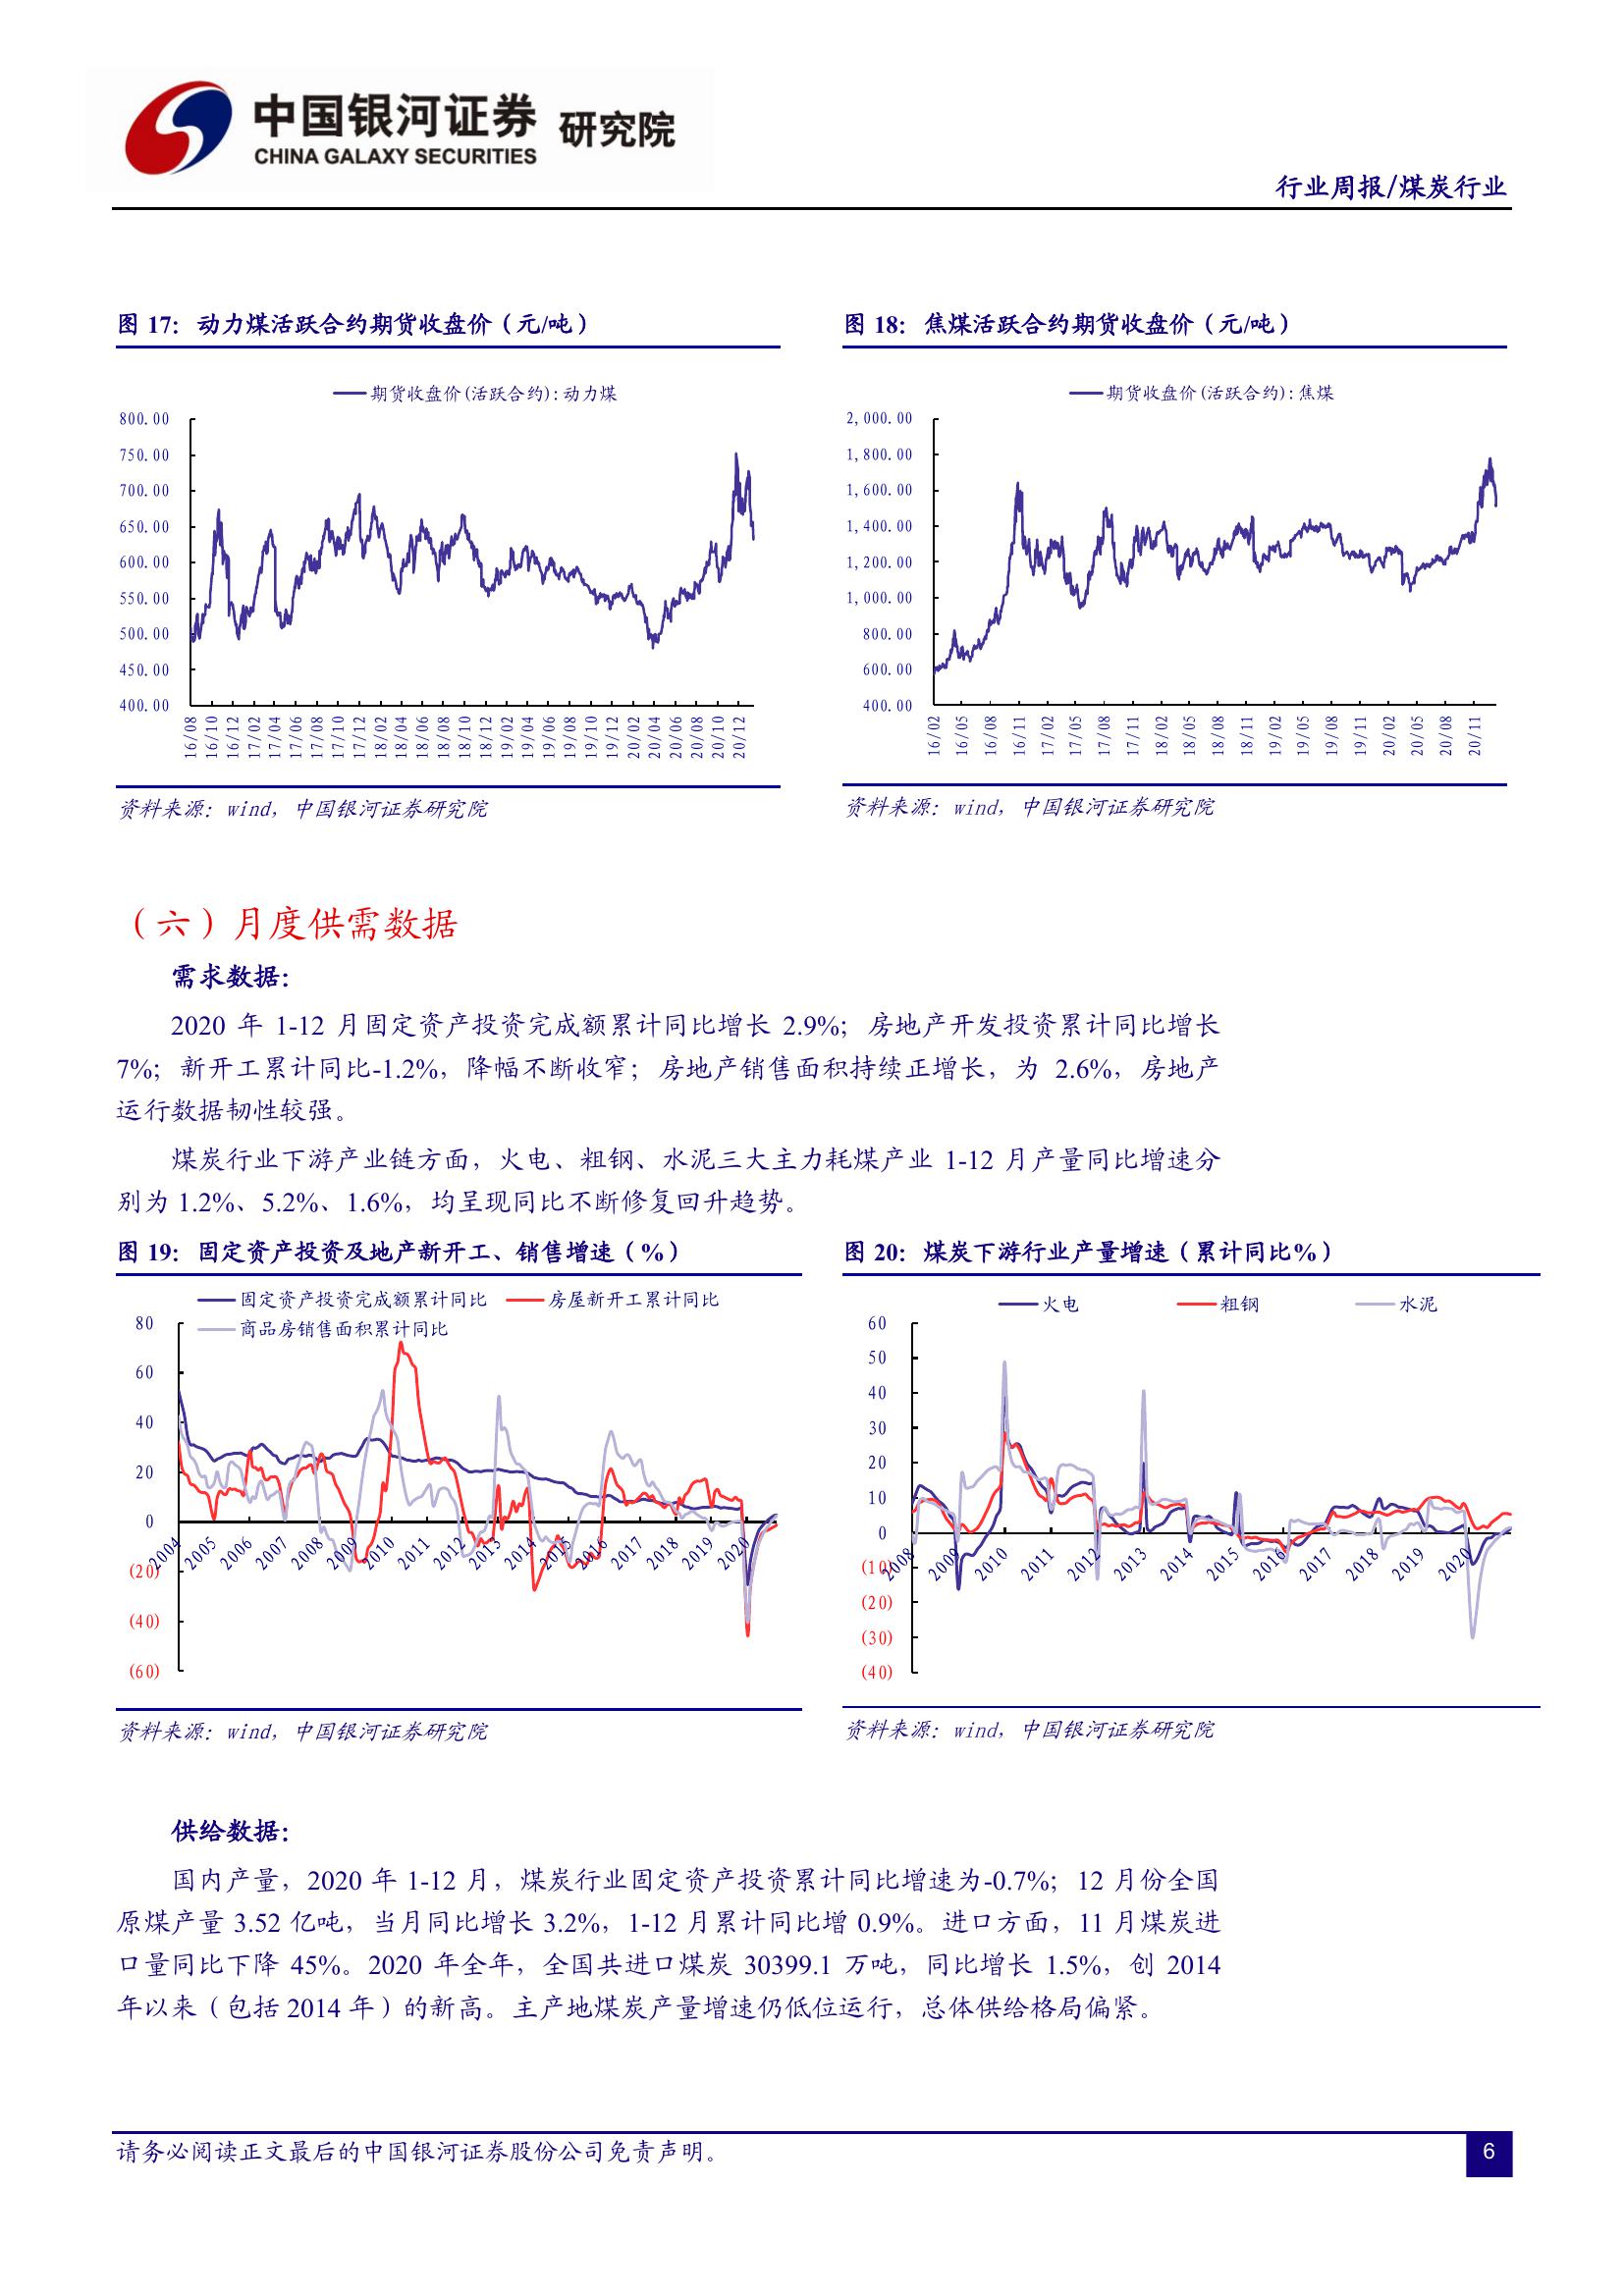 中国银河证券 研究院
CHINA GALAXY SECURITIES
行业周报/煤炭行业
图 17：动力煤活跃合约期货收盘价（元/吨）
期货收盘价(活跃合约):动力煤
800.00
750.00
700.00
650.00
600.00
550.00
500.00
450.00
400.00
16/08 16/10 16/12 17/02 17/04 17/06 17/08 17/10 17/12 18/02 18/04 18/06 18/08 18/10 18/12 19/02 19/04 19/06 19/08 19/10 19/12 20/02 20/04 20/06 20/08 20/10 20/12
资料来源：wind，中国银河证券研究院
图 18：焦煤活跃合约期货收盘价（元/吨）
期货收盘价(活跃合约):焦煤
2,000.00
1,800.00
1,600.00
1,400.00
1,200.00
1,000.00
800.00
600.00
400.00
16/02 16/05 16/08 16/11 17/02 17/05 17/08 17/11 18/02 18/05 18/08 18/11 19/02 19/05 19/08 19/11 20/02 20/05 20/08 20/11
资料来源：wind，中国银河证券研究院
（六）月度供需数据
需求数据：
2020 年 1-12 月固定资产投资完成额累计同比增长 2.9%；房地产开发投资累计同比增长
7%；新开工累计同比-1.2%，降幅不断收窄；房地产销售面积持续正增长，为 2.6%，房地产
运行数据韧性较强。
煤炭行业下游产业链方面，火电、粗钢、水泥三大主力耗煤产业 1-12 月产量同比增速分
别为 1.2%、5.2%、1.6%，均呈现同比不断修复回升趋势。
图 19：固定资产投资及地产新开工、销售增速（%）
固定资产投资完成额累计同比 房屋新开工累计同比
商品房销售面积累计同比
80
60
40
20
0
(20)
(40)
(60)
2004 2005 2006 2007 2008 2009 2010 2011 2012 2013 2014 2015 2016 2017 2018 2019 2020
资料来源：wind，中国银河证券研究院
图 20：煤炭下游行业产量增速（累计同比%）
火电 粗钢 水泥
60
50
40
30
20
10
0
(10)
(20)
(30)
(40)
2008 2009 2010 2011 2012 2013 2014 2015 2016 2017 2018 2019 2020
资料来源：wind，中国银河证券研究院
供给数据：
国内产量，2020 年 1-12 月，煤炭行业固定资产投资累计同比增速为-0.7%；12 月份全国
原煤产量 3.52 亿吨，当月同比增长 3.2%，1-12 月累计同比增 0.9%。进口方面，11 月煤炭进
口量同比下降 45%。2020 年全年，全国共进口煤炭 30399.1 万吨，同比增长 1.5%，创 2014
年以来（包括 2014 年）的新高。主产地煤炭产量增速仍低位运行，总体供给格局偏紧。
请务必阅读正文最后的中国银河证券股份公司免责声明。
6